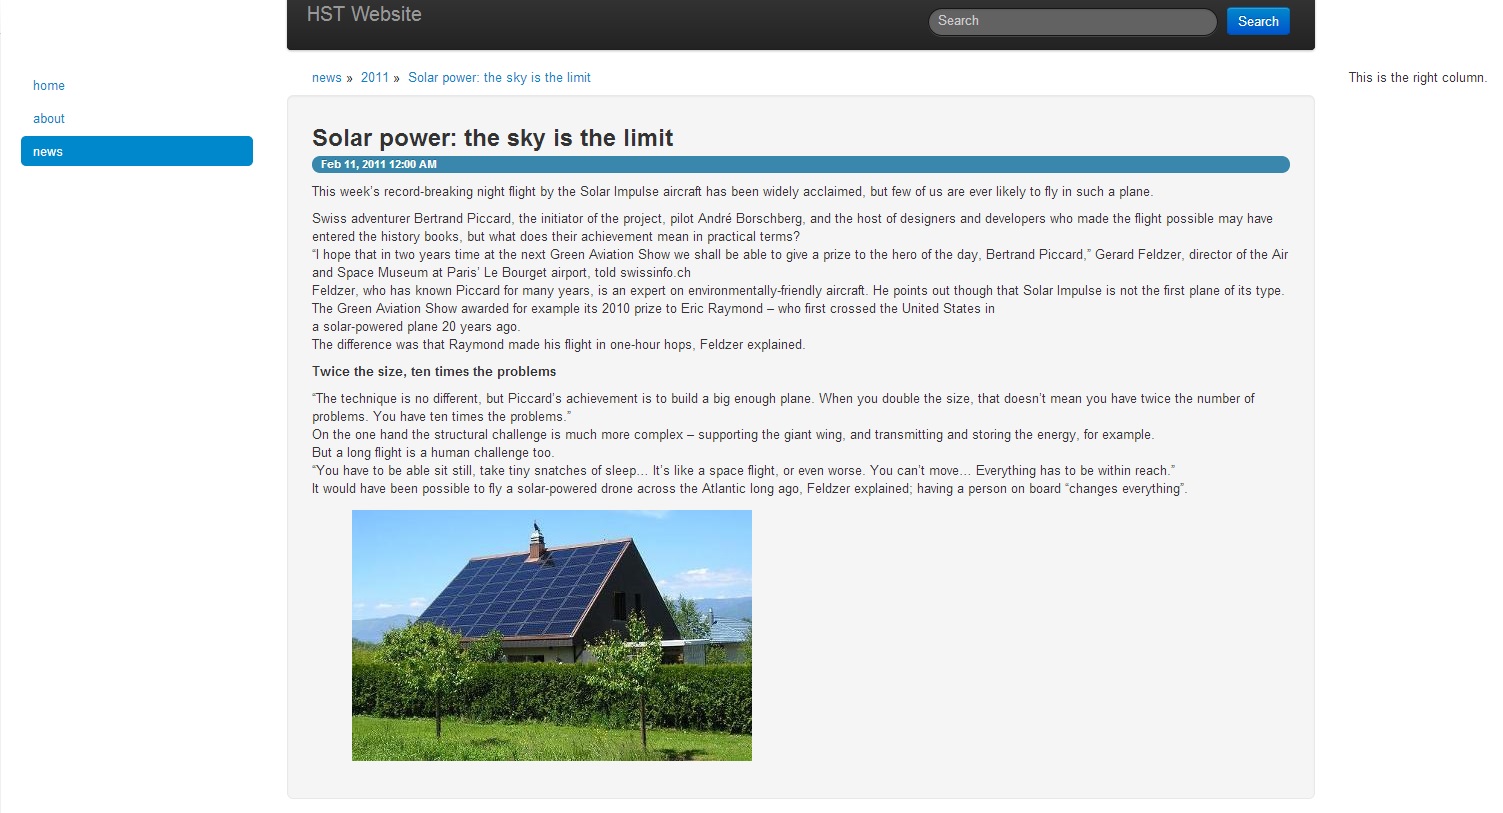 HST Website
Search
Search
home
about
news
news » 2011 » Solar power: the sky is the limit
This is the right column.
Solar power: the sky is the limit
Feb 11, 2011 12:00 AM
This week’s record-breaking night flight by the Solar Impulse aircraft has been widely acclaimed, but few of us are ever likely to fly in such a plane.
Swiss adventurer Bertrand Piccard, the initiator of the project, pilot André Borschberg, and the host of designers and developers who made the flight possible may have
entered the history books, but what does their achievement mean in practical terms?
“I hope that in two years time at the next Green Aviation Show we shall be able to give a prize to the hero of the day, Bertrand Piccard,” Gerard Feldzer, director of the Air
and Space Museum at Paris’ Le Bourget airport, told swissinfo.ch
Feldzer, who has known Piccard for many years, is an expert on environmentally-friendly aircraft. He points out though that Solar Impulse is not the first plane of its type.
The Green Aviation Show awarded for example its 2010 prize to Eric Raymond – who first crossed the United States in
a solar-powered plane 20 years ago.
The difference was that Raymond made his flight in one-hour hops, Feldzer explained.
Twice the size, ten times the problems
“The technique is no different, but Piccard’s achievement is to build a big enough plane. When you double the size, that doesn’t mean you have twice the number of
problems. You have ten times the problems.”
On the one hand the structural challenge is much more complex – supporting the giant wing, and transmitting and storing the energy, for example.
But a long flight is a human challenge too.
“You have to be able sit still, take tiny snatches of sleep… It’s like a space flight, or even worse. You can’t move… Everything has to be within reach.”
It would have been possible to fly a solar-powered drone across the Atlantic long ago, Feldzer explained; having a person on board “changes everything”.